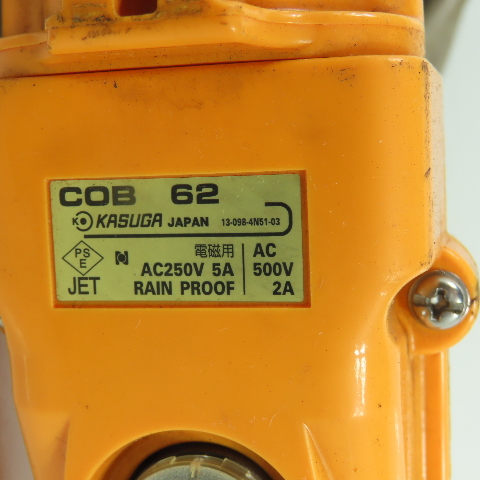 COB 62
KASUGA JAPAN 13-098-4N51-03
PS
E
JET
電磁用
AC250V 5A
RAIN PROOF
AC
500V
2A